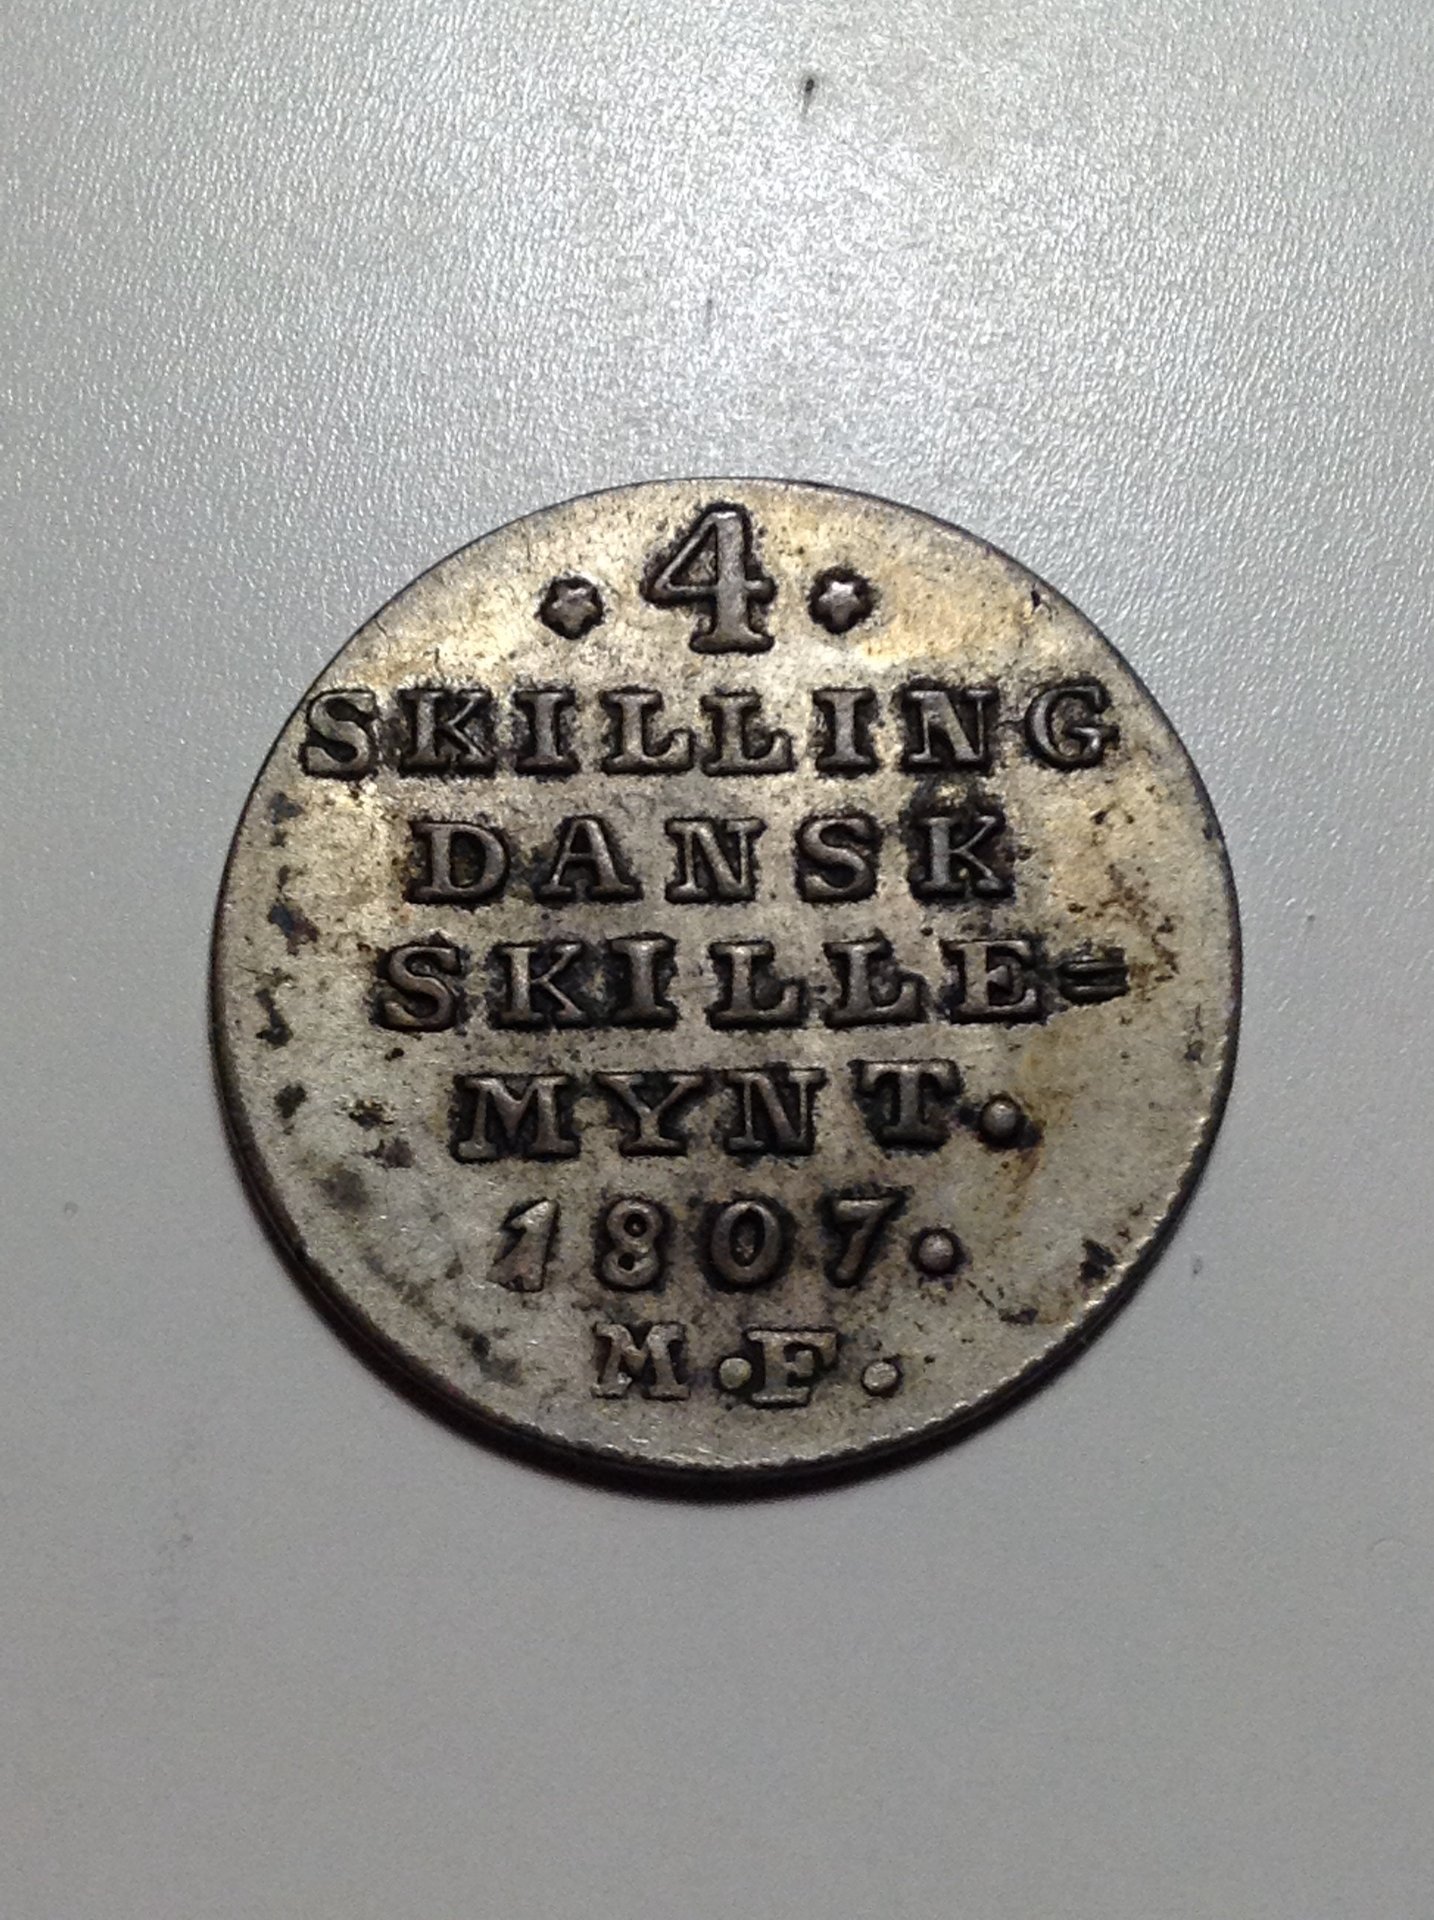 4
SKILLING
DANSK
SKILLE=
MYNT.
1807.
M.F.